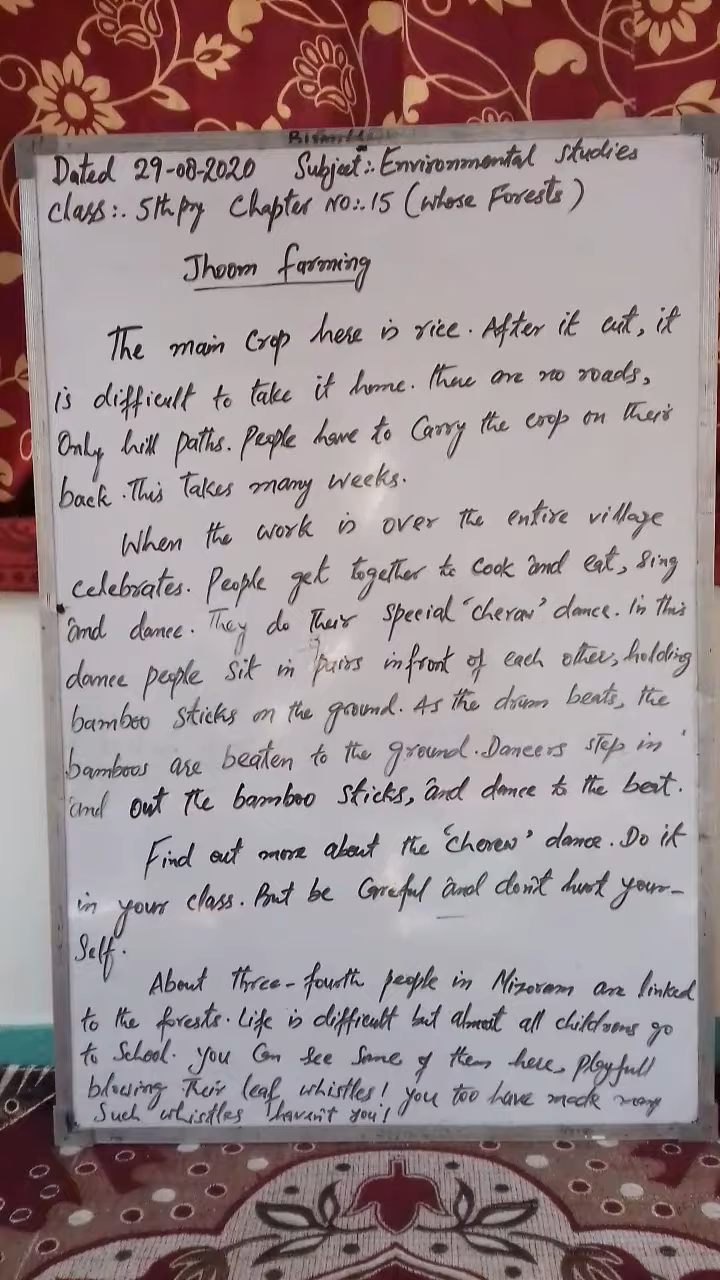 Dated 29-08-2020 Subject:. Environmental studies
Class:. 5th pry Chapter No:. 15 (Whose Forests)
Jhoom farming
The main crop here is rice. After it cut, it
is difficult to take it home. There are no roads,
Only hill paths. People have to Carry the crop on their
back. This takes many weeks.
When the work is over the entire village
celebrates. People get together to cook and eat, sing
and dance. They do their special 'cheraw' dance. In this
dance people sit in pairs infront of each other, holding
bamboo sticks on the ground. As the drum beats, the
bamboos are beaten to the ground. Dancers step in
and out the bamboo sticks, and dance to the beat.
Find out more about the 'cherew' dance. Do it
in your class. But be Careful and don't hurt your-
Self.
About three-fourth people in Mizoram are linked
to the forests. Life is difficult but almost all childrens go
to School. You Can see Some of them here, Playfull
blowing their leaf whistles! you too have made many
Such whistles haven't you!